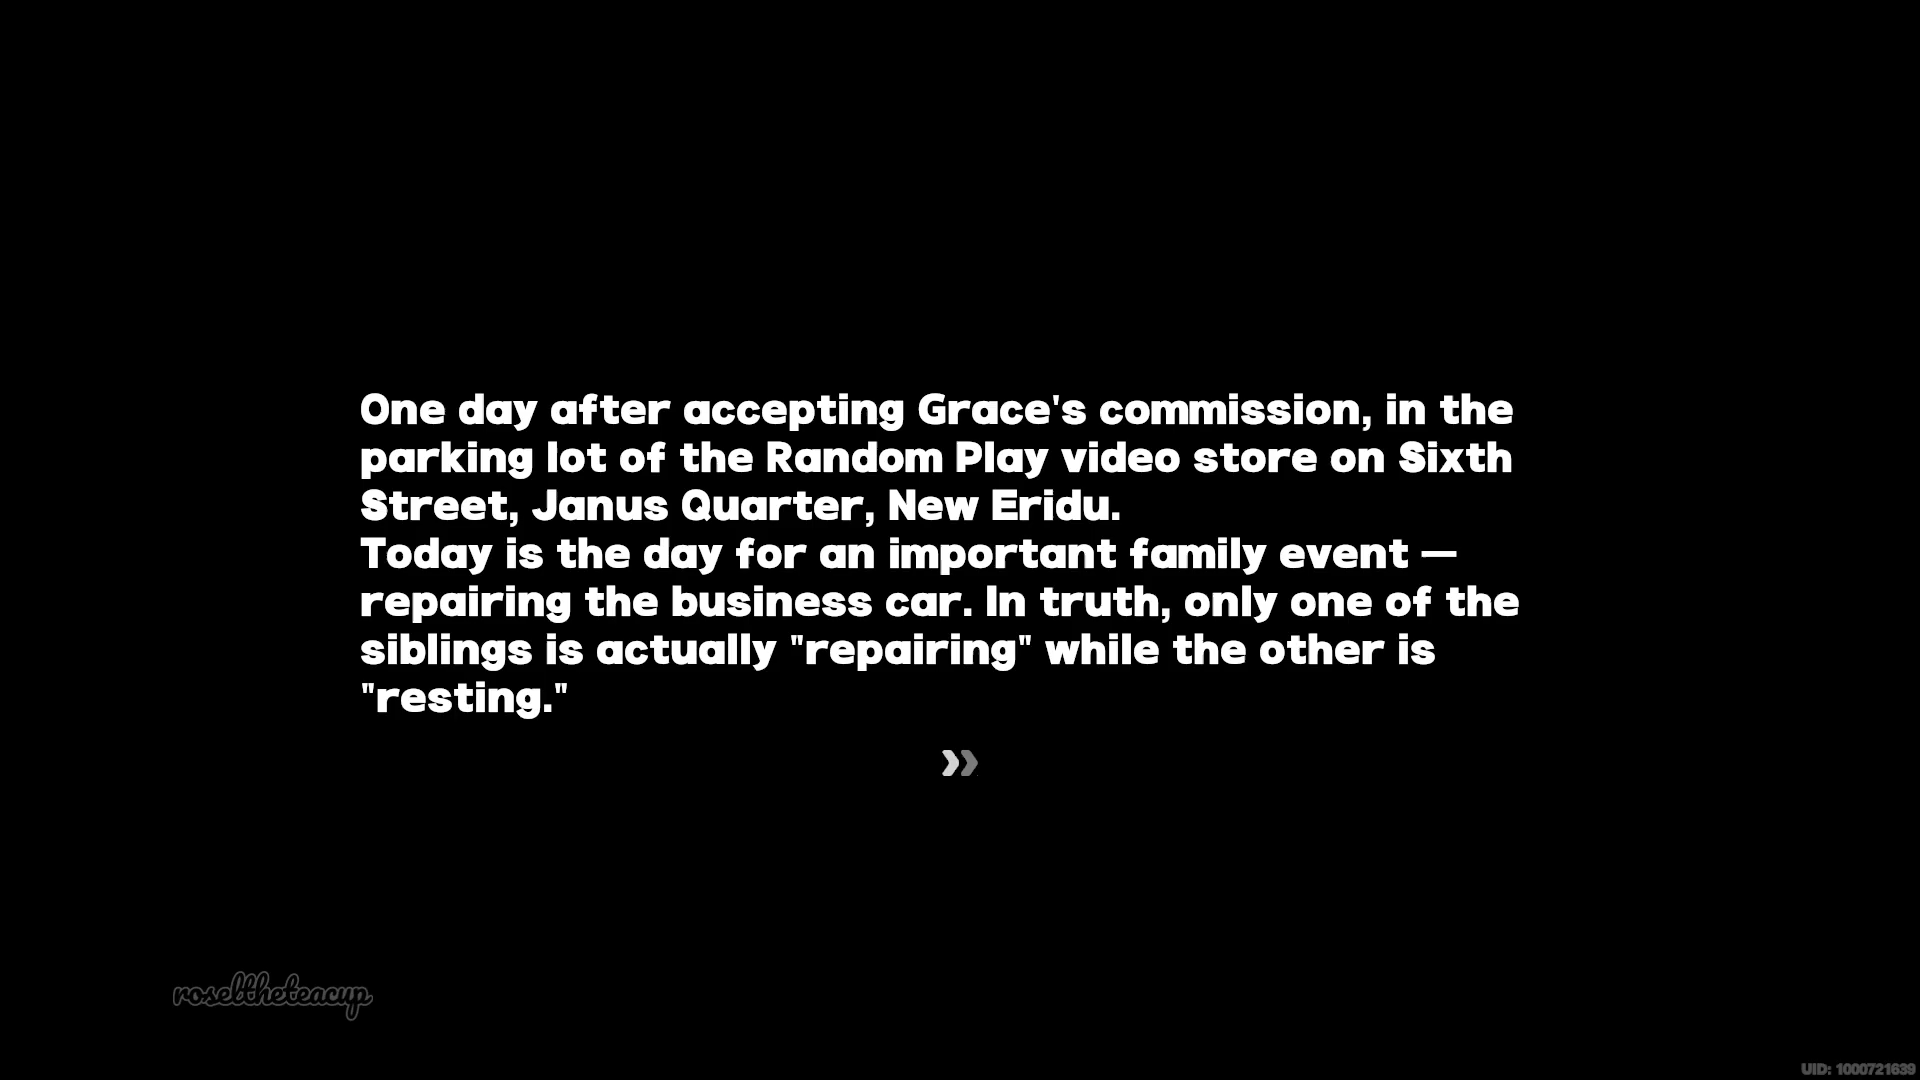 One day after accepting Grace's commission, in the
parking lot of the Random Play video store on Sixth
Street, Janus Quarter, New Eridu.
Today is the day for an important family event —
repairing the business car. In truth, only one of the
siblings is actually "repairing" while the other is
"resting."
roseltheteacup
UID: 1000721639